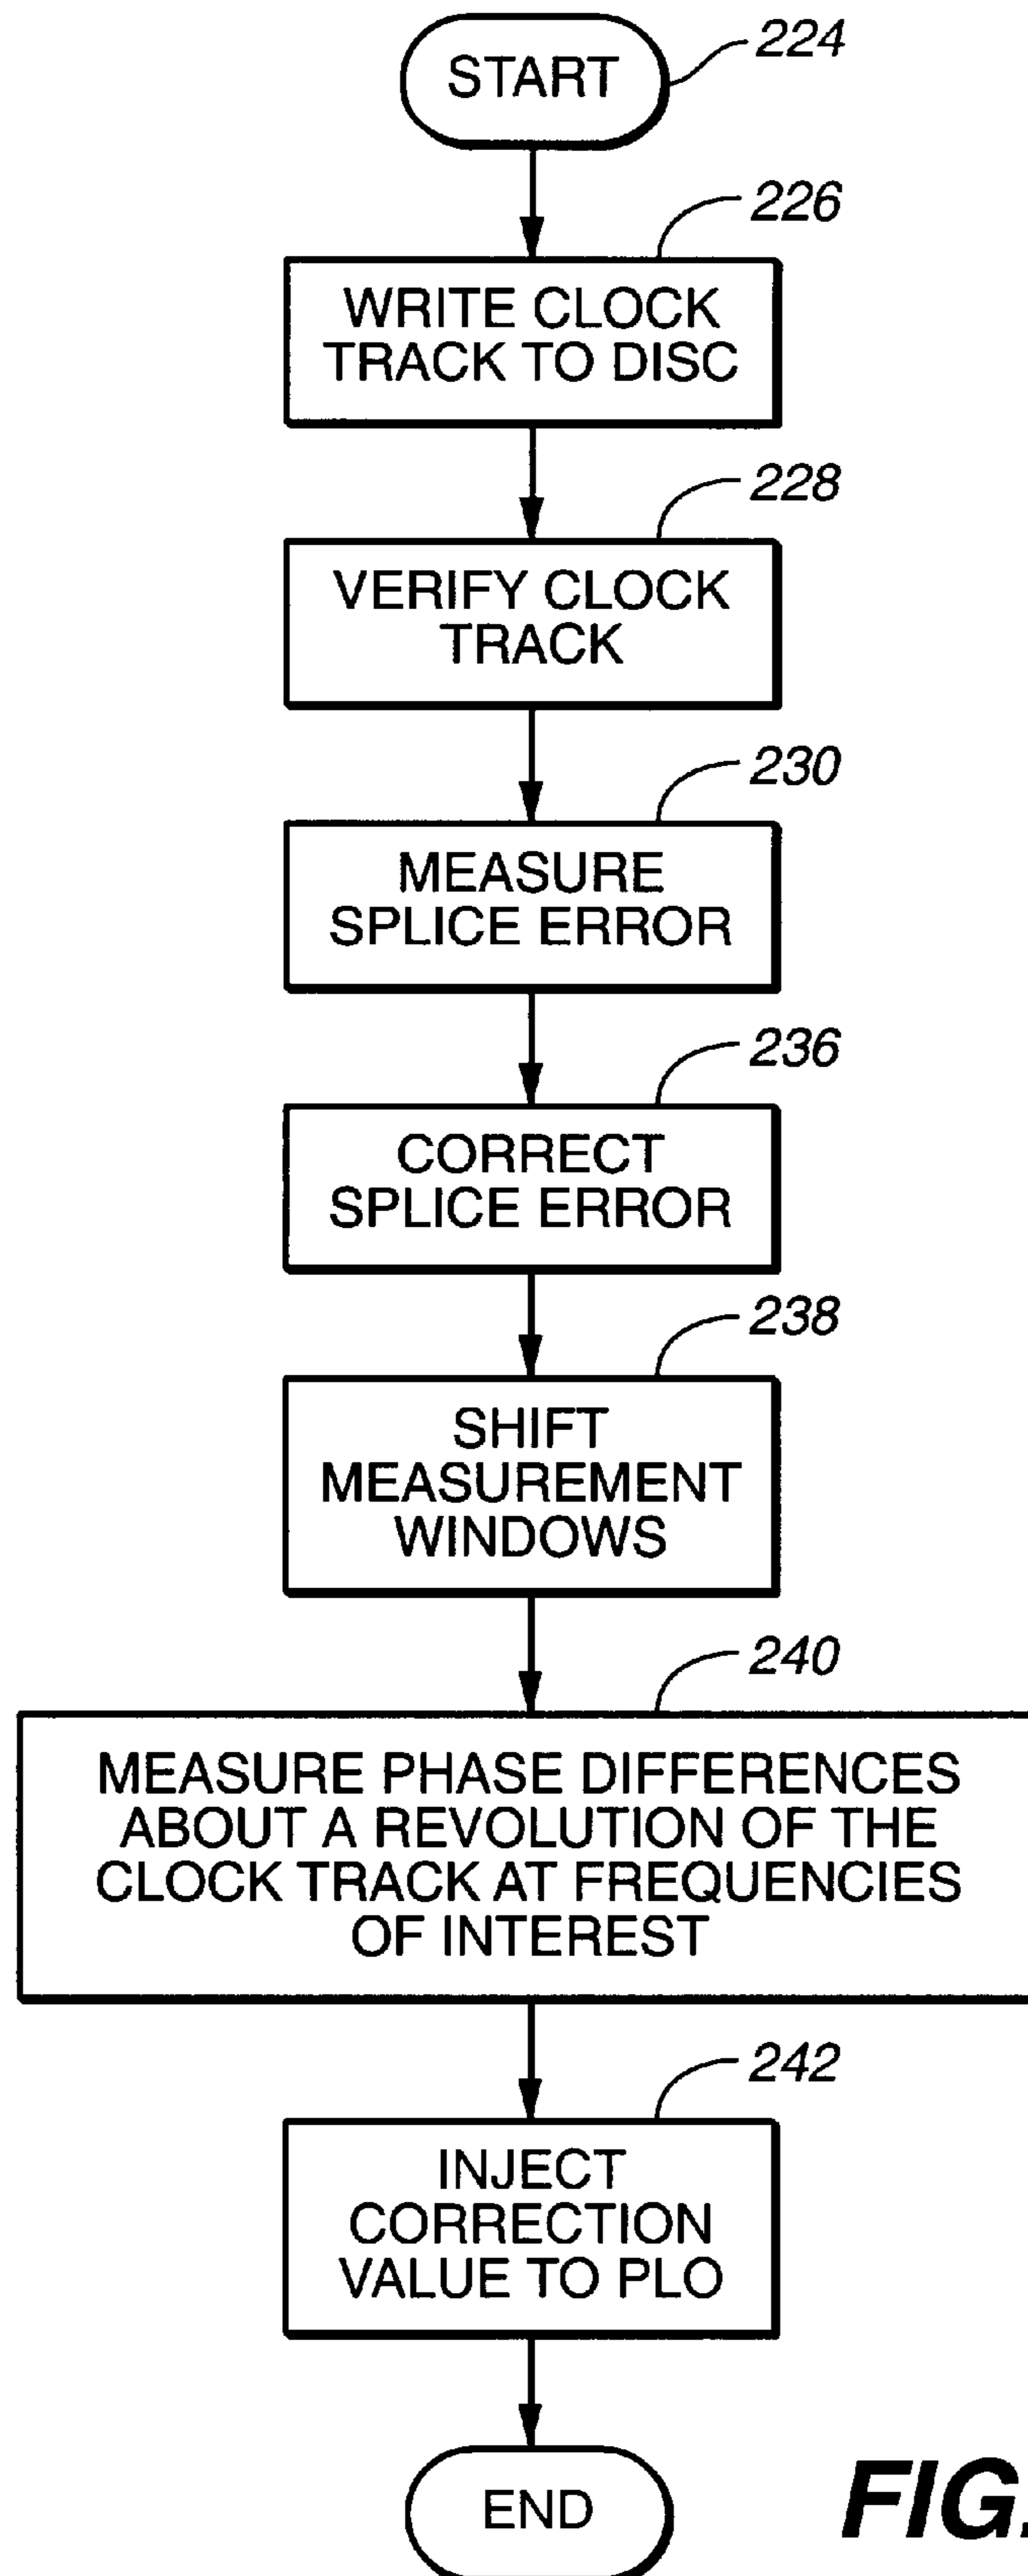 START
224
226
WRITE CLOCK
TRACK TO DISC
228
VERIFY CLOCK
TRACK
230
MEASURE
SPLICE ERROR
236
CORRECT
SPLICE ERROR
238
SHIFT
MEASUREMENT
WINDOWS
240
MEASURE PHASE DIFFERENCES
ABOUT A REVOLUTION OF THE
CLOCK TRACK AT FREQUENCIES
OF INTEREST
242
INJECT
CORRECTION
VALUE TO PLO
END
FIG.